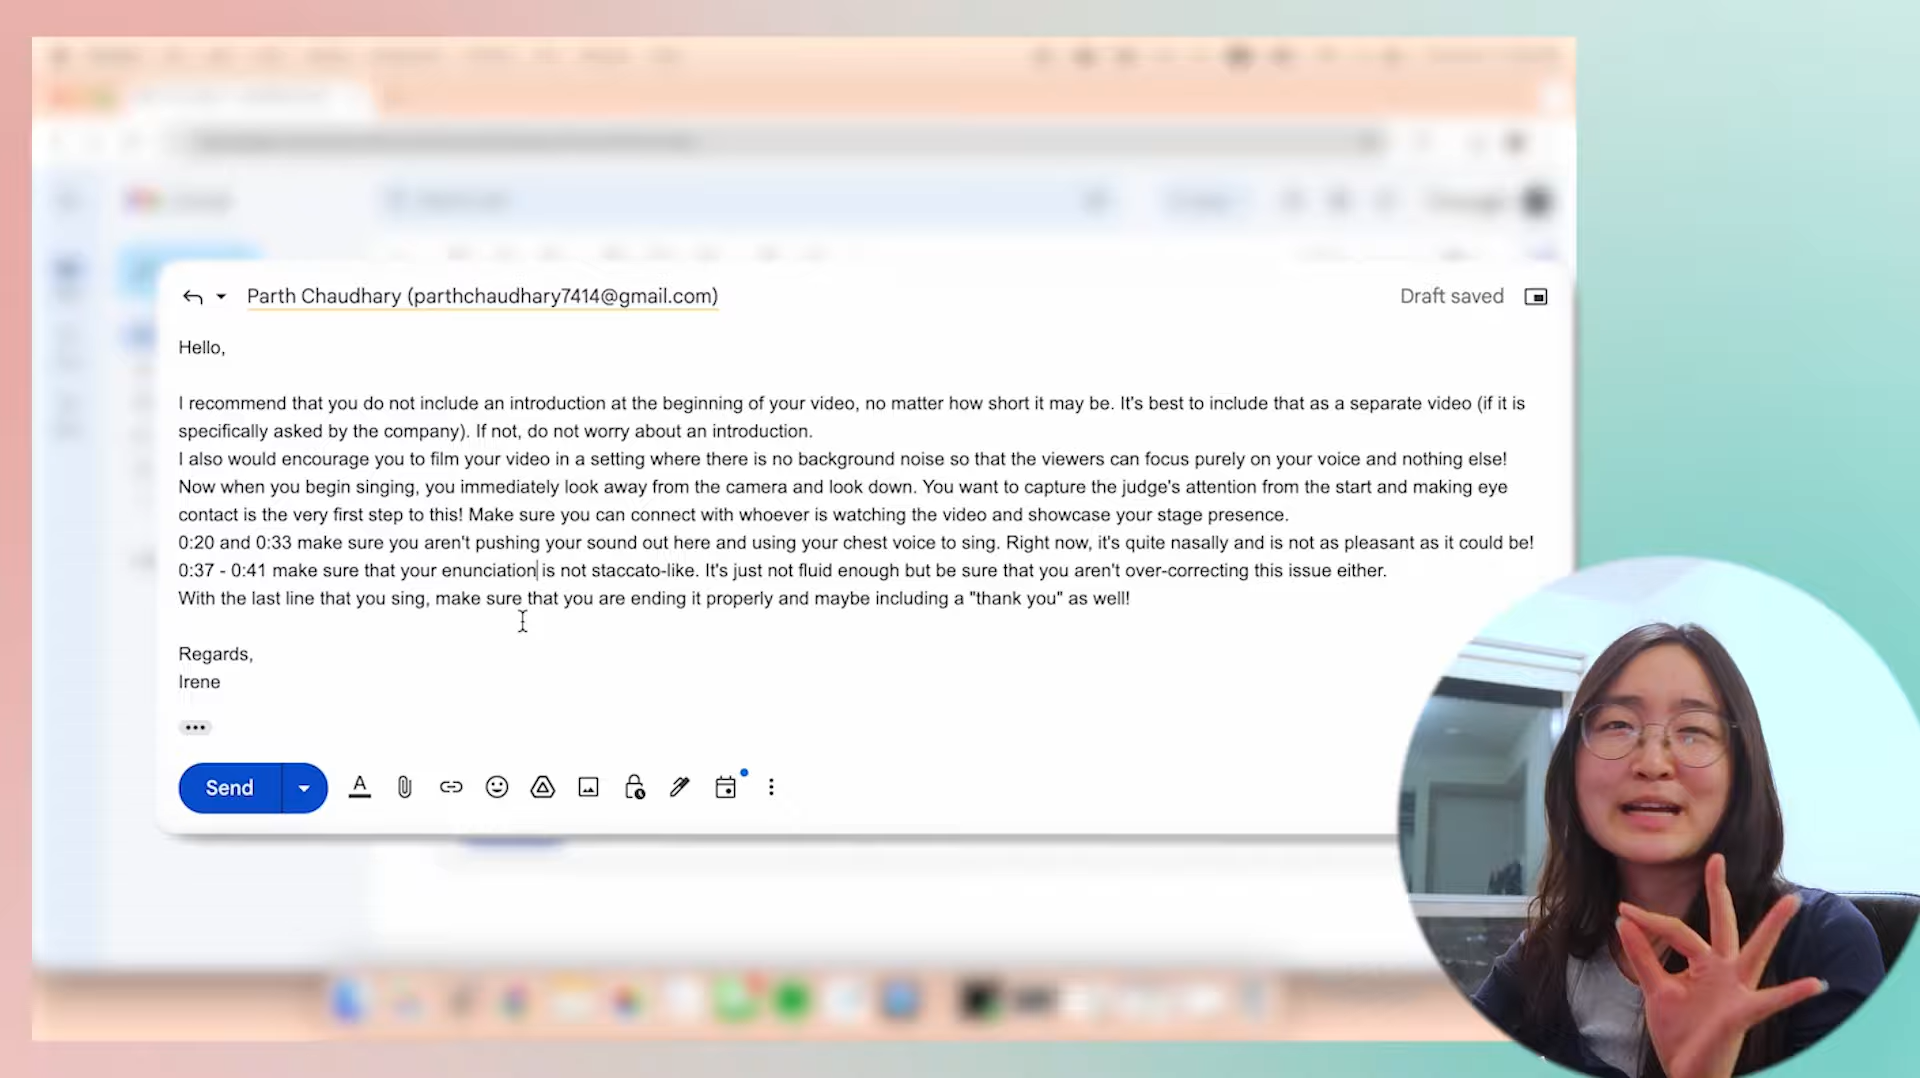 Parth Chaudhary (parthchaudhary7414@gmail.com)
Draft saved
Hello,
I recommend that you do not include an introduction at the beginning of your video, no matter how short it may be. It's best to include that as a separate video (if it is
specifically asked by the company). If not, do not worry about an introduction.
I also would encourage you to film your video in a setting where there is no background noise so that the viewers can focus purely on your voice and nothing else!
Now when you begin singing, you immediately look away from the camera and look down. You want to capture the judge's attention from the start and making eye
contact is the very first step to this! Make sure you can connect with whoever is watching the video and showcase your stage presence.
0:20 and 0:33 make sure you aren't pushing your sound out here and using your chest voice to sing. Right now, it's quite nasally and is not as pleasant as it could be!
0:37 - 0:41 make sure that your enunciation is not staccato-like. It's just not fluid enough but be sure that you aren't over-correcting this issue either.
With the last line that you sing, make sure that you are ending it properly and maybe including a "thank you" as well!
Regards,
Irene
Send